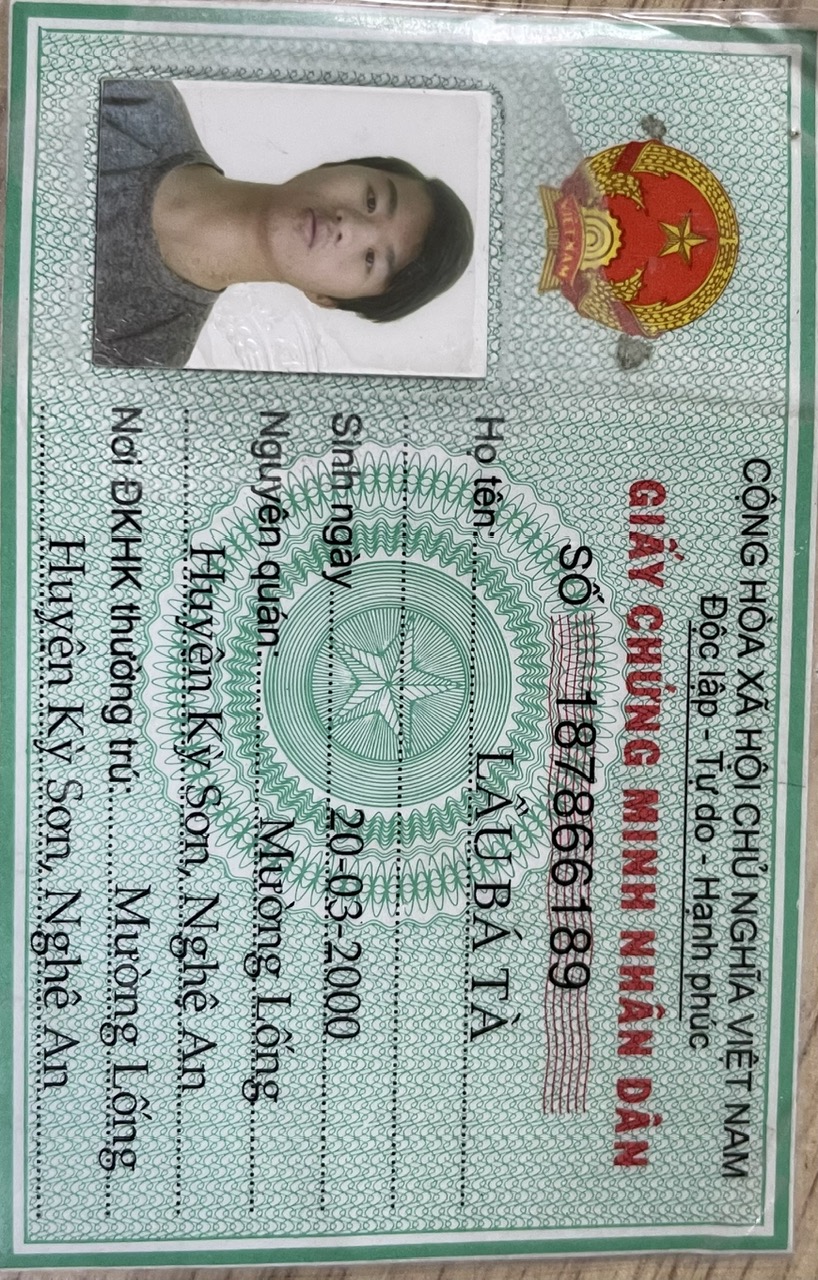 CỘNG HÒA XÃ HỘI CHỦ NGHĨA VIỆT NAM
Độc lập - Tự do - Hạnh phúc
GIẤY CHỨNG MINH NHÂN DÂN
SỐ 187866189
VIỆT NAM
Họ tên: LẦU BÁ TÀ
Sinh ngày 20-03-2000
Nguyên quán Mường Lống
Huyện Kỳ Sơn, Nghệ An
Nơi ĐKHK thường trú: Mường Lống
Huyện Kỳ Sơn, Nghệ An